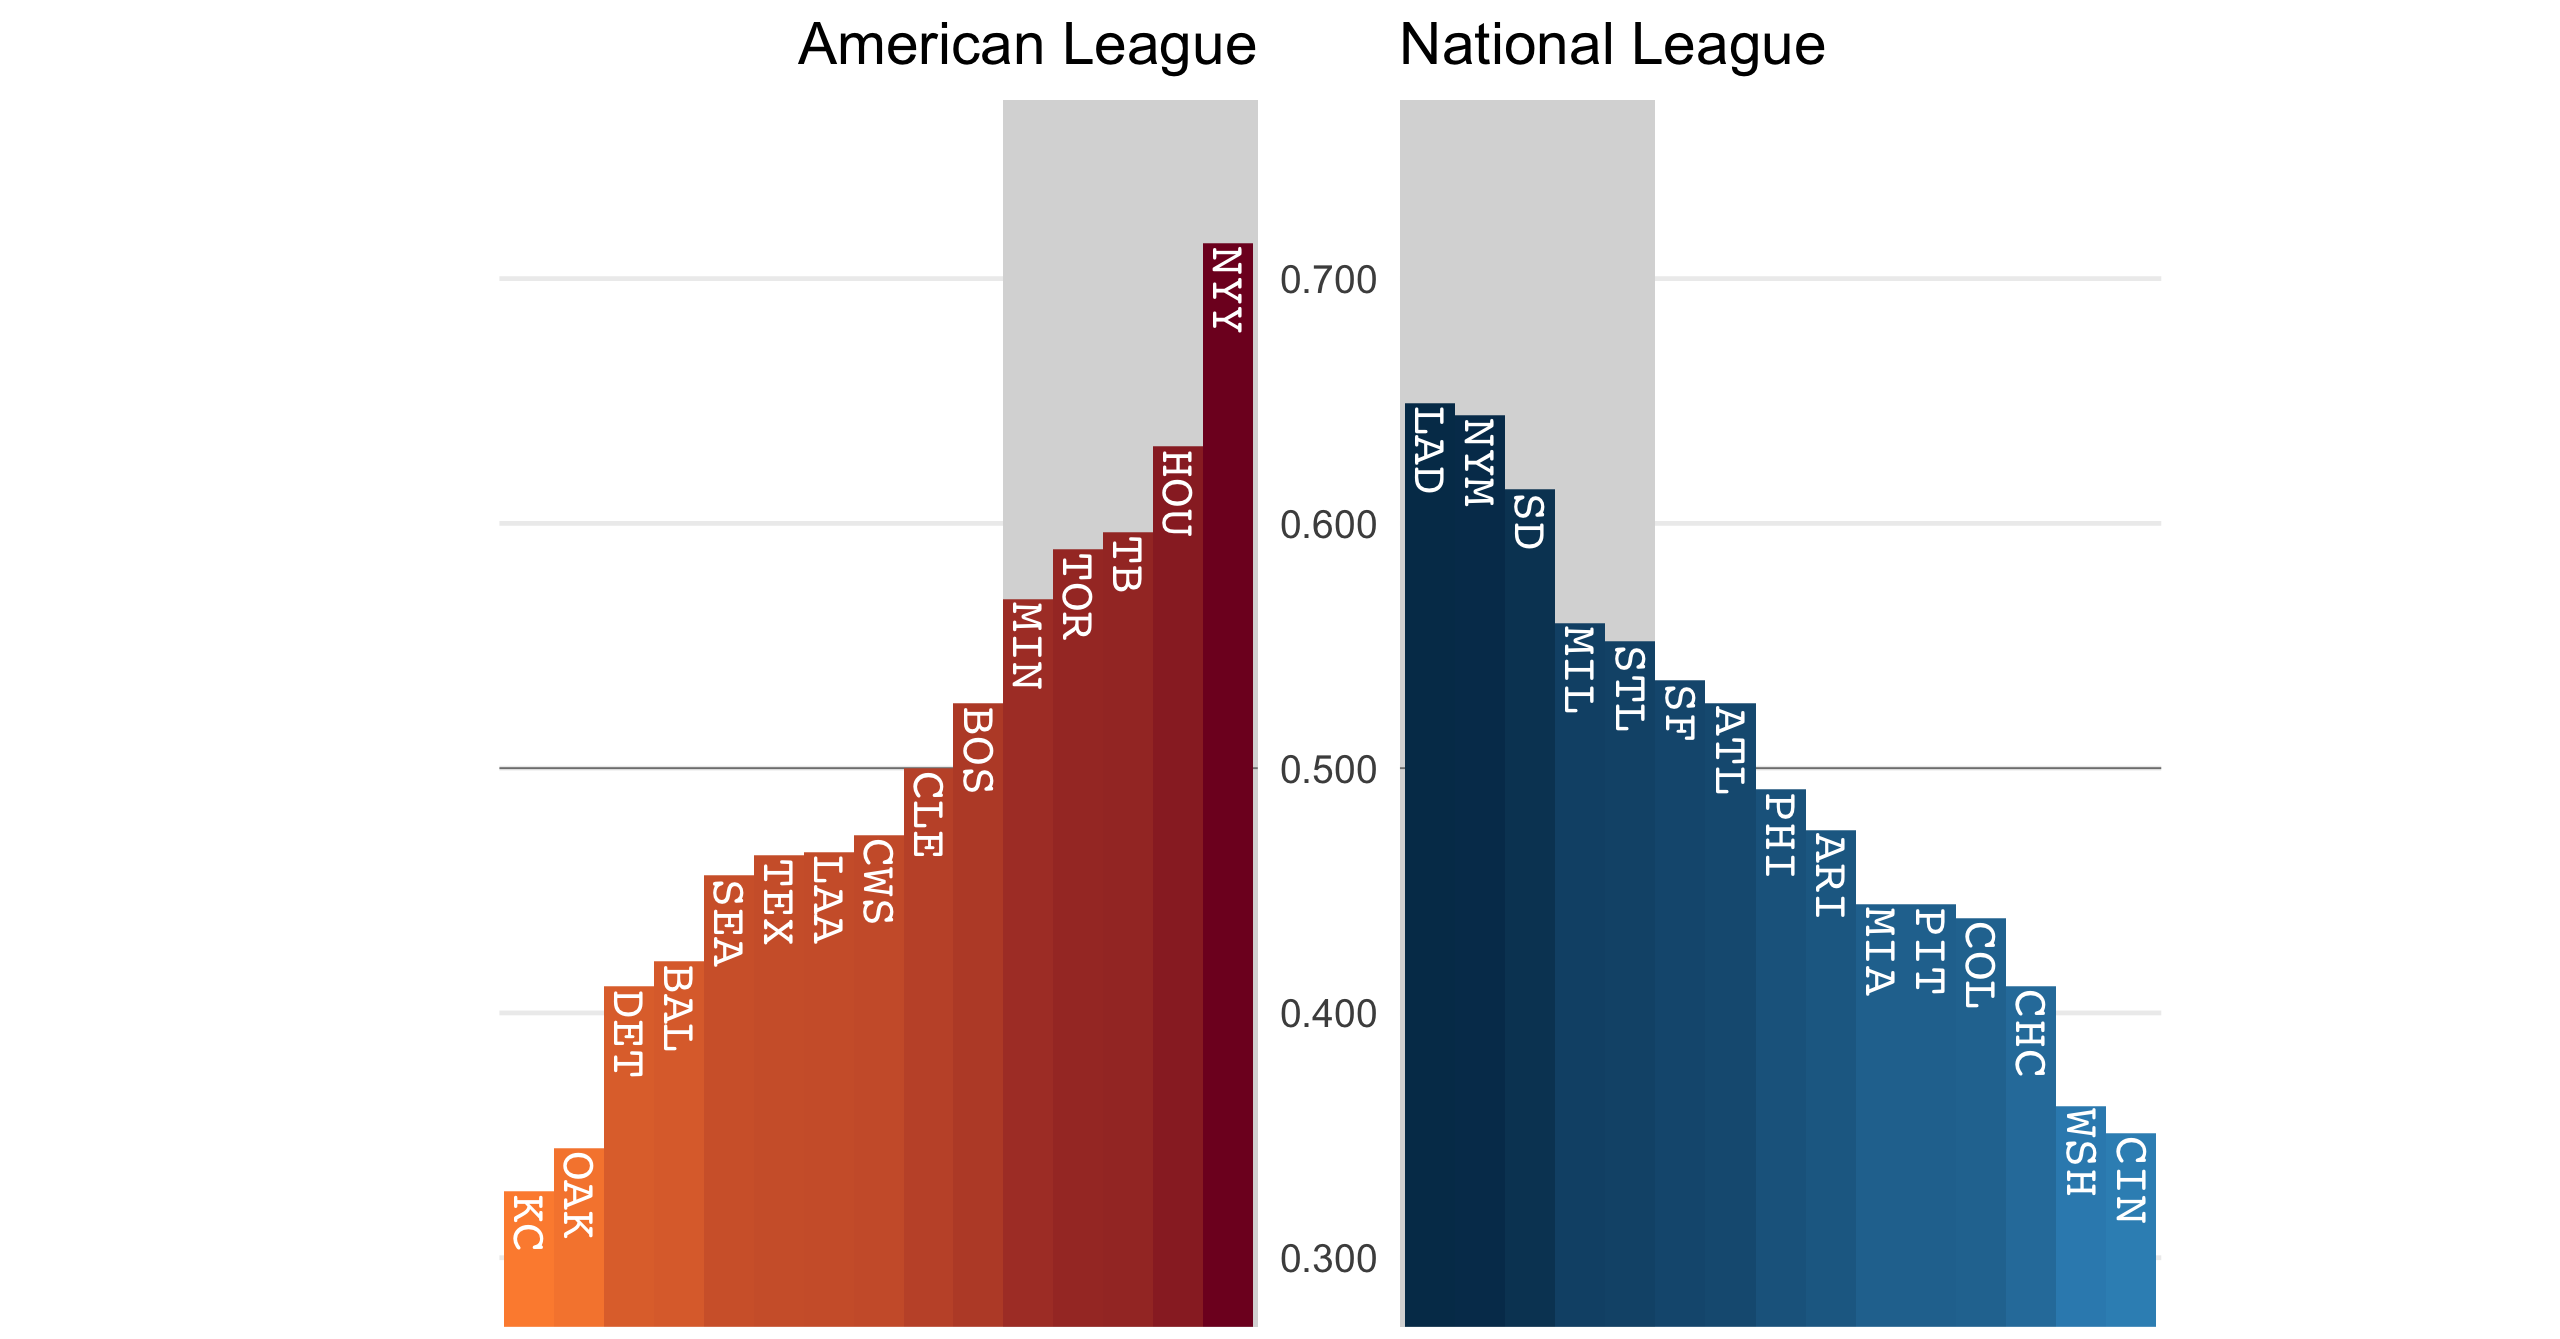 American League
National League
0.700
0.600
0.500
0.400
0.300
KC
OAK
DET
BAL
SEA
TEX
LAA
CWS
CLE
BOS
MIN
TOR
TB
HOU
NYY
LAD
NYM
SD
MIL
STL
SF
ATL
PHI
ARI
MIA
PIT
COL
CHC
WSH
CIN